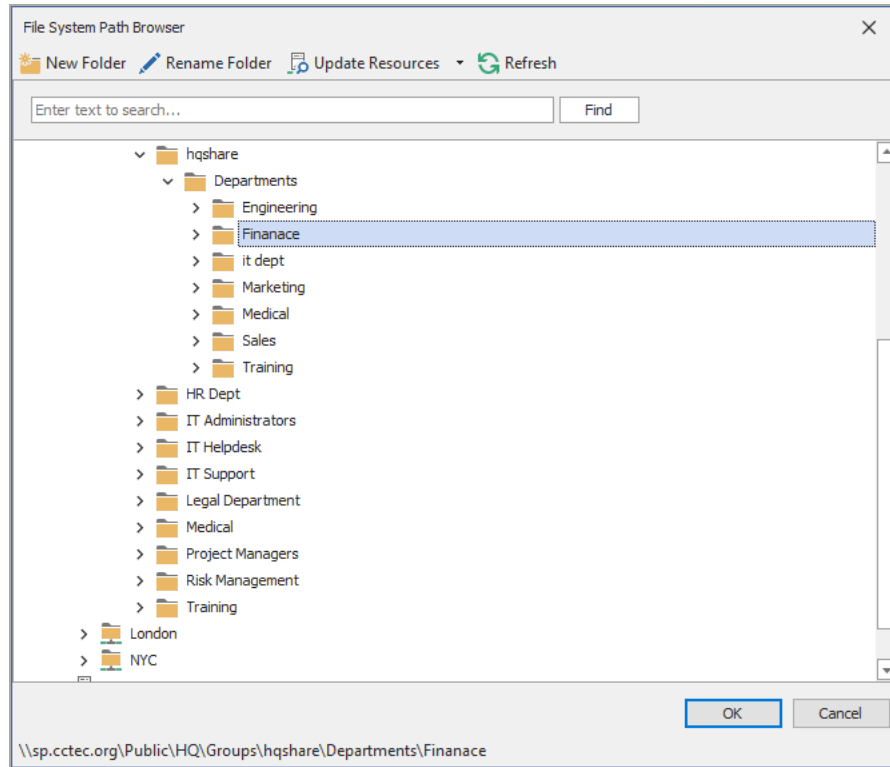 File System Path Browser
New Folder Rename Folder Update Resources Refresh
Enter text to search... Find
hqshare
Departments
Engineering
Finanace
it dept
Marketing
Medical
Sales
Training
HR Dept
IT Administrators
IT Helpdesk
IT Support
Legal Department
Medical
Project Managers
Risk Management
Training
London
NYC
OK Cancel
\\sp.cctec.org\Public\HQ\Groups\hqshare\Departments\Finanace